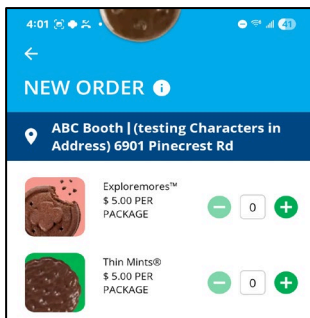 4:01
41
NEW ORDER
ABC Booth | (testing Characters in
Address) 6901 Pinecrest Rd
Exploremores™
$ 5.00 PER
PACKAGE
0
Thin Mints®
$ 5.00 PER
PACKAGE
0